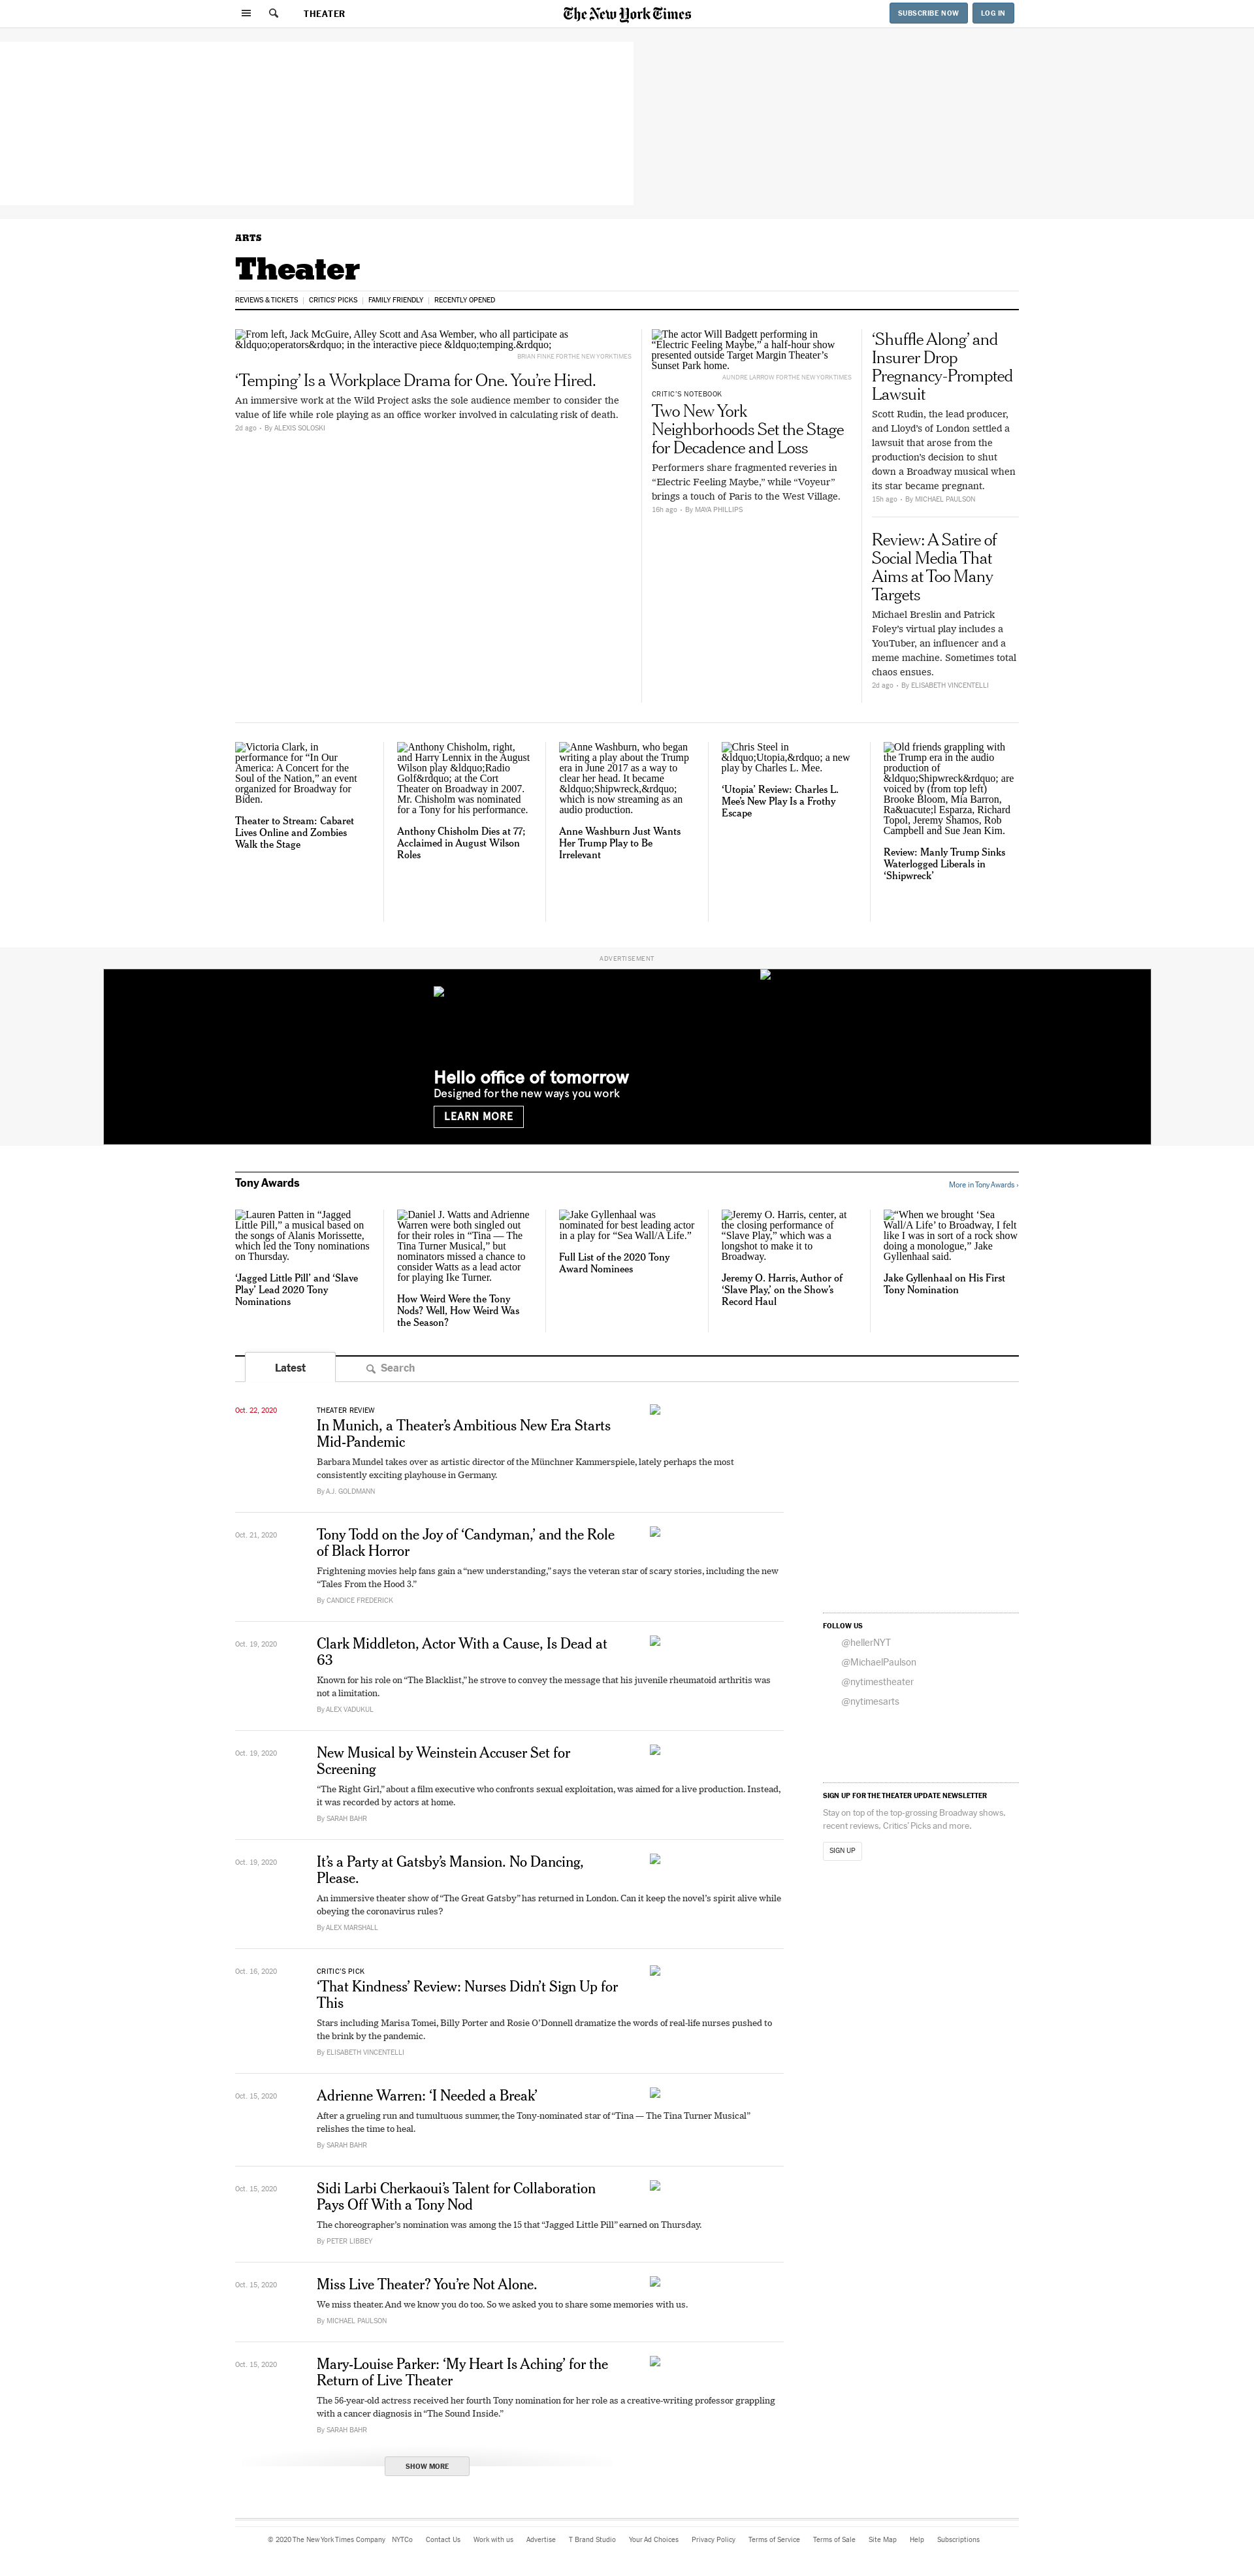 THEATER
The New York Times
SUBSCRIBE NOW
LOG IN
ARTS
Theater
REVIEWS & TICKETS | CRITICS' PICKS | FAMILY FRIENDLY | RECENTLY OPENED
From left, Jack McGuire, Alley Scott and Asa Wember, who all participate as
&ldquo;operators&rdquo; in the interactive piece &ldquo;temping.&rdquo;
BRIAN FINKE FOR THE NEW YORK TIMES
‘Temping’ Is a Workplace Drama for One. You’re Hired.
An immersive work at the Wild Project asks the sole audience member to consider the
value of life while role playing as an office worker involved in calculating risk of death.
2d ago • By ALEXIS SOLOSKI
The actor Will Badgett performing in
“Electric Feeling Maybe,” a half-hour show
presented outside Target Margin Theater’s
Sunset Park home.
AUNDRE LARROW FOR THE NEW YORK TIMES
CRITIC’S NOTEBOOK
Two New York
Neighborhoods Set the Stage
for Decadence and Loss
Performers share fragmented reveries in
“Electric Feeling Maybe,” while “Voyeur”
brings a touch of Paris to the West Village.
16h ago • By MAYA PHILLIPS
‘Shuffle Along’ and
Insurer Drop
Pregnancy-Prompted
Lawsuit
Scott Rudin, the lead producer,
and Lloyd’s of London settled a
lawsuit that arose from the
production’s decision to shut
down a Broadway musical when
its star became pregnant.
15h ago • By MICHAEL PAULSON
Review: A Satire of
Social Media That
Aims at Too Many
Targets
Michael Breslin and Patrick
Foley’s virtual play includes a
YouTuber, an influencer and a
meme machine. Sometimes total
chaos ensues.
2d ago • By ELISABETH VINCENTELLI
Victoria Clark, in
performance for “In Our
America: A Concert for the
Soul of the Nation,” an event
organized for Broadway for
Biden.
Theater to Stream: Cabaret
Lives Online and Zombies
Walk the Stage
Anthony Chisholm, right,
and Harry Lennix in the August
Wilson play &ldquo;Radio
Golf&rdquo; at the Cort
Theater on Broadway in 2007.
Mr. Chisholm was nominated
for a Tony for his performance.
Anthony Chisholm Dies at 77;
Acclaimed in August Wilson
Roles
Anne Washburn, who began
writing a play about the Trump
era in June 2017 as a way to
clear her head. It became
&ldquo;Shipwreck,&rdquo;
which is now streaming as an
audio production.
Anne Washburn Just Wants
Her Trump Play to Be
Irrelevant
Chris Steel in
&ldquo;Utopia,&rdquo; a new
play by Charles L. Mee.
‘Utopia’ Review: Charles L.
Mee’s New Play Is a Frothy
Escape
Old friends grappling with
the Trump era in the audio
production of
&ldquo;Shipwreck&rdquo; are
voiced by (from top left)
Brooke Bloom, Mia Barron,
Ra&uacute;l Esparza, Richard
Topol, Jeremy Shamos, Rob
Campbell and Sue Jean Kim.
Review: Manly Trump Sinks
Waterlogged Liberals in
‘Shipwreck’
ADVERTISEMENT
Hello office of tomorrow
Designed for the new ways you work
LEARN MORE
Tony Awards
More in Tony Awards ›
Lauren Patten in “Jagged
Little Pill,” a musical based on
the songs of Alanis Morissette,
which led the Tony nominations
on Thursday.
‘Jagged Little Pill’ and ‘Slave
Play’ Lead 2020 Tony
Nominations
Daniel J. Watts and Adrienne
Warren were both singled out
for their roles in “Tina — The
Tina Turner Musical,” but
nominators missed a chance to
consider Watts as a lead actor
for playing Ike Turner.
How Weird Were the Tony
Nods? Well, How Weird Was
the Season?
Jake Gyllenhaal was
nominated for best leading actor
in a play for “Sea Wall/A Life.”
Full List of the 2020 Tony
Award Nominees
Jeremy O. Harris, center, at
the closing performance of
“Slave Play,” which was a
longshot to make it to
Broadway.
Jeremy O. Harris, Author of
‘Slave Play,’ on the Show’s
Record Haul
“When we brought ‘Sea
Wall/A Life’ to Broadway, I felt
like I was in sort of a rock show
doing a monologue,” Jake
Gyllenhaal said.
Jake Gyllenhaal on His First
Tony Nomination
Latest
Search
Oct. 22, 2020
THEATER REVIEW
In Munich, a Theater’s Ambitious New Era Starts
Mid-Pandemic
Barbara Mundel takes over as artistic director of the Münchner Kammerspiele, lately perhaps the most
consistently exciting playhouse in Germany.
By A.J. GOLDMANN
Oct. 21, 2020
Tony Todd on the Joy of ‘Candyman,’ and the Role
of Black Horror
Frightening movies help fans gain a “new understanding,” says the veteran star of scary stories, including the new
“Tales From the Hood 3.”
By CANDICE FREDERICK
Oct. 19, 2020
Clark Middleton, Actor With a Cause, Is Dead at
63
Known for his role on “The Blacklist,” he strove to convey the message that his juvenile rheumatoid arthritis was
not a limitation.
By ALEX VADUKUL
Oct. 19, 2020
New Musical by Weinstein Accuser Set for
Screening
“The Right Girl,” about a film executive who confronts sexual exploitation, was aimed for a live production. Instead,
it was recorded by actors at home.
By SARAH BAHR
Oct. 19, 2020
It’s a Party at Gatsby’s Mansion. No Dancing,
Please.
An immersive theater show of “The Great Gatsby” has returned in London. Can it keep the novel’s spirit alive while
obeying the coronavirus rules?
By ALEX MARSHALL
Oct. 16, 2020
CRITIC’S PICK
‘That Kindness’ Review: Nurses Didn’t Sign Up for
This
Stars including Marisa Tomei, Billy Porter and Rosie O’Donnell dramatize the words of real-life nurses pushed to
the brink by the pandemic.
By ELISABETH VINCENTELLI
Oct. 15, 2020
Adrienne Warren: ‘I Needed a Break’
After a grueling run and tumultuous summer, the Tony-nominated star of “Tina — The Tina Turner Musical”
relishes the time to heal.
By SARAH BAHR
Oct. 15, 2020
Sidi Larbi Cherkaoui’s Talent for Collaboration
Pays Off With a Tony Nod
The choreographer’s nomination was among the 15 that “Jagged Little Pill” earned on Thursday.
By PETER LIBBEY
Oct. 15, 2020
Miss Live Theater? You’re Not Alone.
We miss theater. And we know you do too. So we asked you to share some memories with us.
By MICHAEL PAULSON
Oct. 15, 2020
Mary-Louise Parker: ‘My Heart Is Aching’ for the
Return of Live Theater
The 56-year-old actress received her fourth Tony nomination for her role as a creative-writing professor grappling
with a cancer diagnosis in “The Sound Inside.”
By SARAH BAHR
SHOW MORE
FOLLOW US
@hellerNYT
@MichaelPaulson
@nytimestheater
@nytimesarts
SIGN UP FOR THE THEATER UPDATE NEWSLETTER
Stay on top of the top-grossing Broadway shows,
recent reviews, Critics’ Picks and more.
SIGN UP
© 2020 The New York Times Company NYTCo Contact Us Work with us Advertise T Brand Studio Your Ad Choices Privacy Policy Terms of Service Terms of Sale Site Map Help Subscriptions